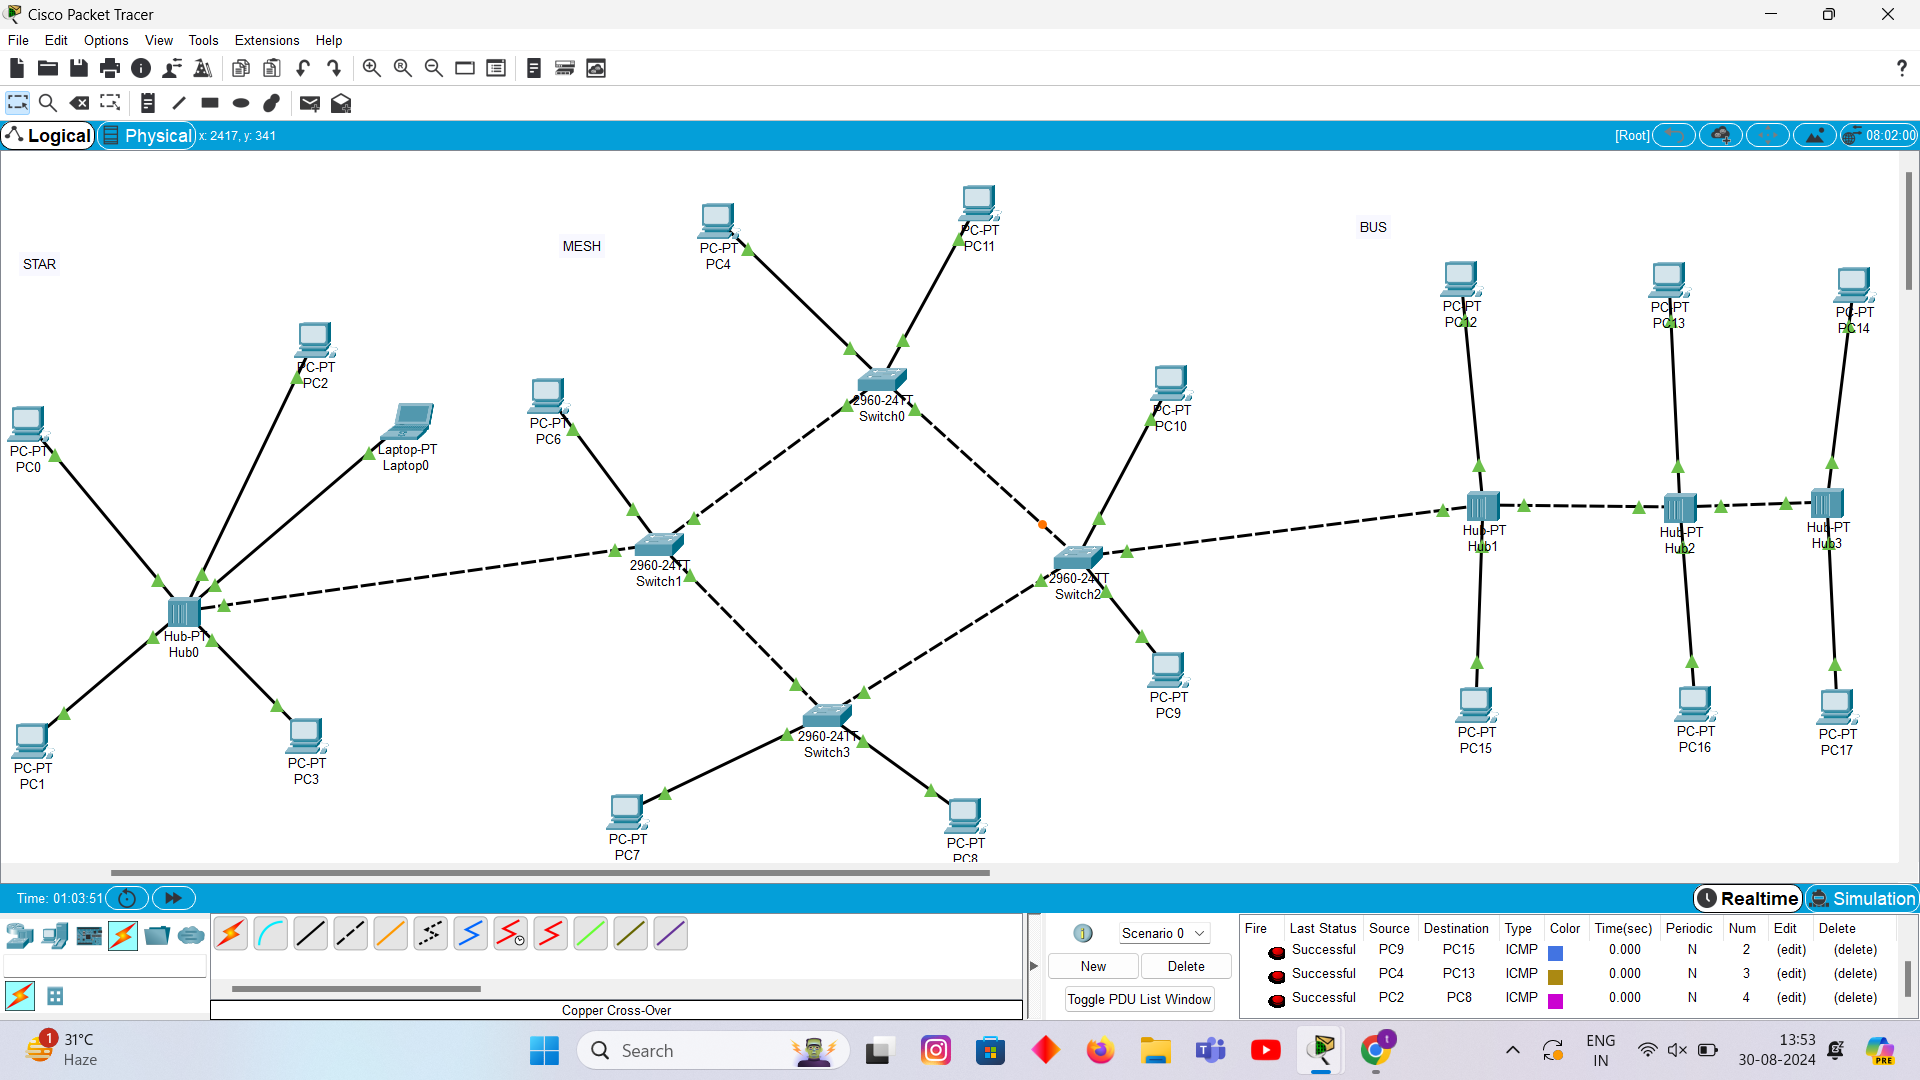 Cisco Packet Tracer
File Edit Options View Tools Extensions Help
Logical Physical x: 2417, y: 341 [Root] 08:02:00
STAR
MESH
BUS
PC-PT
PC4
PC-PT
PC11
PC-PT
PC12
PC-PT
PC13
PC-PT
PC14
PC-PT
PC2
PC-PT
PC0
Laptop-PT
Laptop0
PC-PT
PC6
2960-24TT
Switch0
PC-PT
PC10
2960-24TT
Switch1
2960-24TT
Switch2
Hub-PT
Hub1
Hub-PT
Hub2
Hub-PT
Hub3
Hub-PT
Hub0
PC-PT
PC9
PC-PT
PC1
PC-PT
PC3
2960-24TT
Switch3
PC-PT
PC15
PC-PT
PC16
PC-PT
PC17
PC-PT
PC7
PC-PT
PC8
Time: 01:03:51 Realtime Simulation
Scenario 0
New Delete
Toggle PDU List Window
Copper Cross-Over
Fire Last Status Source Destination Type Color Time(sec) Periodic Num Edit Delete
Successful PC9 PC15 ICMP 0.000 N 2 (edit) (delete)
Successful PC4 PC13 ICMP 0.000 N 3 (edit) (delete)
Successful PC2 PC8 ICMP 0.000 N 4 (edit) (delete)
1
31°C
Haze
Search
t
ENG
IN
13:53
30-08-2024
PRE